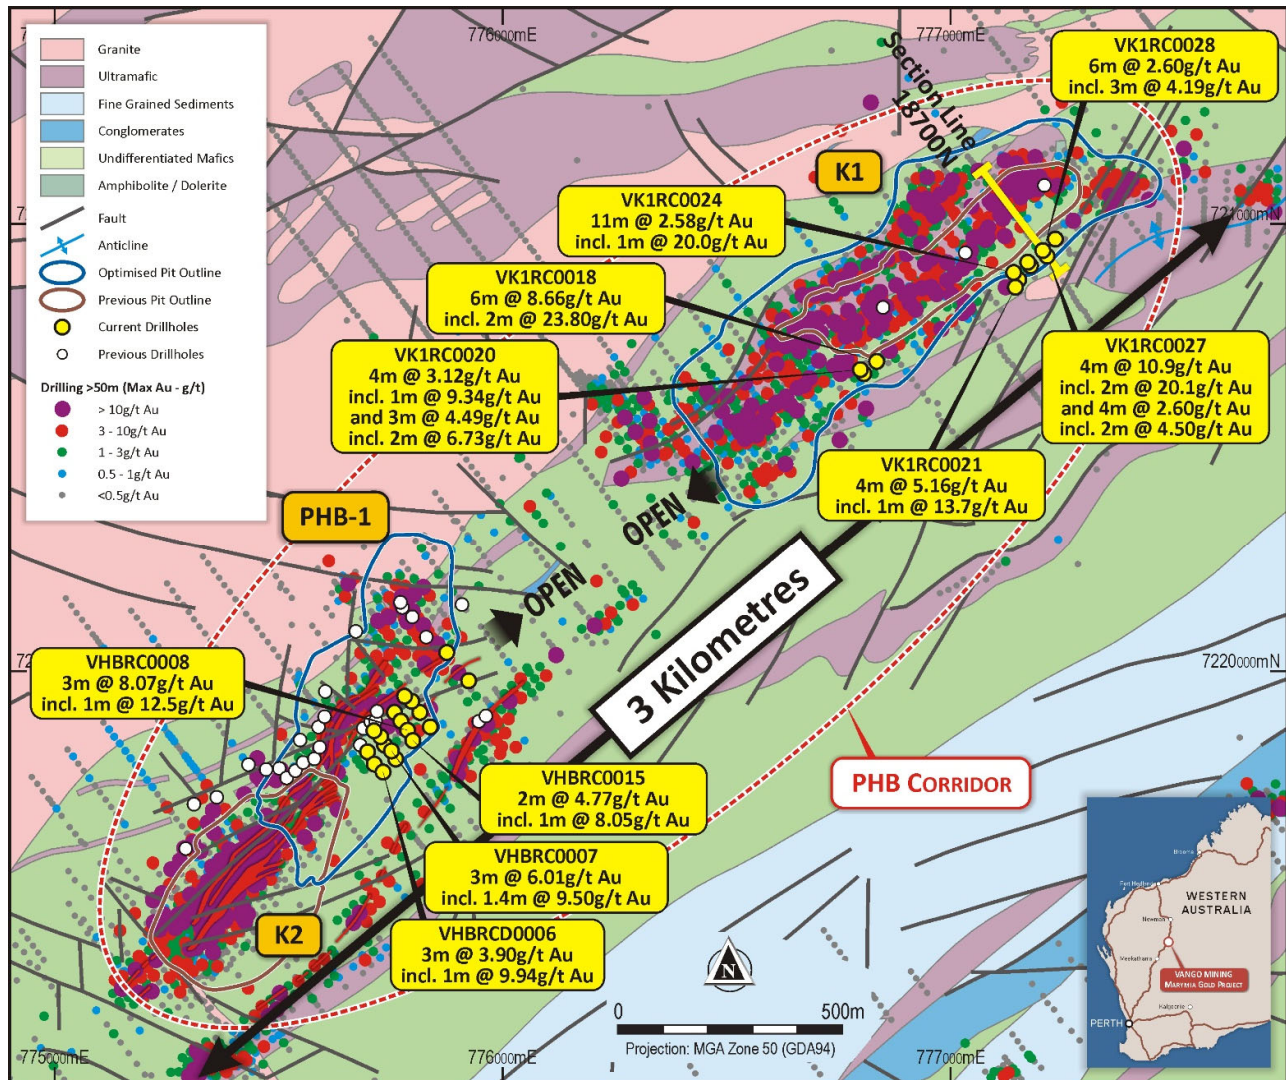 776000mE
777000mE
Granite
Ultramafic
Fine Grained Sediments
Conglomerates
Undifferentiated Mafics
Amphibolite / Dolerite
Fault
Anticline
Optimised Pit Outline
Previous Pit Outline
Current Drillholes
Previous Drillholes
Drilling >50m (Max Au - g/t)
> 10g/t Au
3 - 10g/t Au
1 - 3g/t Au
0.5 - 1g/t Au
<0.5g/t Au
Section Line
18700N
VK1RC0028
6m @ 2.60g/t Au
incl. 3m @ 4.19g/t Au
K1
VK1RC0024
11m @ 2.58g/t Au
incl. 1m @ 20.0g/t Au
721000mN
VK1RC0018
6m @ 8.66g/t Au
incl. 2m @ 23.80g/t Au
VK1RC0020
4m @ 3.12g/t Au
incl. 1m @ 9.34g/t Au
and 3m @ 4.49g/t Au
incl. 2m @ 6.73g/t Au
VK1RC0027
4m @ 10.9g/t Au
incl. 2m @ 20.1g/t Au
and 4m @ 2.60g/t Au
incl. 2m @ 4.50g/t Au
VK1RC0021
4m @ 5.16g/t Au
incl. 1m @ 13.7g/t Au
OPEN
PHB-1
OPEN
3 Kilometres
7220000mN
VHBRC0008
3m @ 8.07g/t Au
incl. 1m @ 12.5g/t Au
PHB CORRIDOR
VHBRC0015
2m @ 4.77g/t Au
incl. 1m @ 8.05g/t Au
VHBRC0007
3m @ 6.01g/t Au
incl. 1.4m @ 9.50g/t Au
K2
VHBRCD0006
3m @ 3.90g/t Au
incl. 1m @ 9.94g/t Au
N
0 500m
Projection: MGA Zone 50 (GDA94)
Broome
Port Hedland
WESTERN
AUSTRALIA
Newman
Meekatharra
VANGO MINING
MARYMIA GOLD PROJECT
Kalgoorlie
PERTH
775000mE
776000mE
777000mE